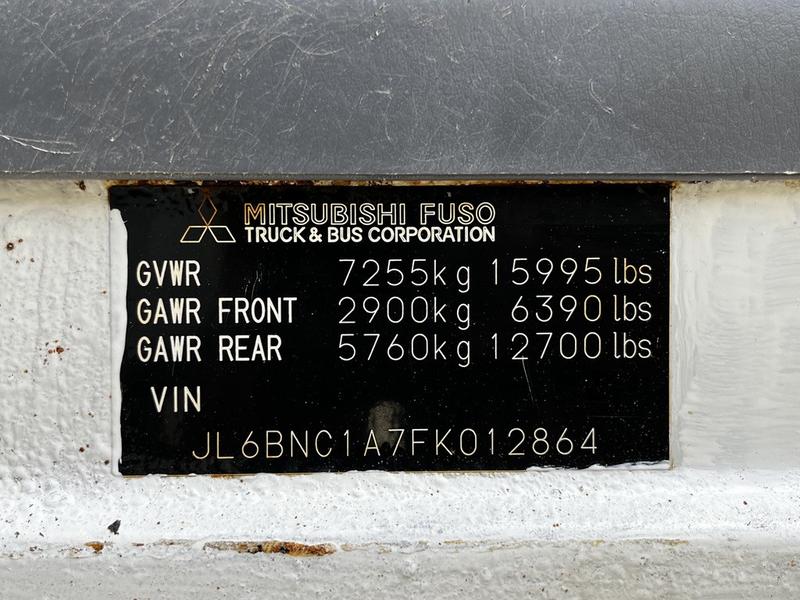 MITSUBISHI FUSO
TRUCK & BUS CORPORATION
GVWR 7255kg 15995 lbs
GAWR FRONT 2900kg 6390 lbs
GAWR REAR 5760kg 12700 lbs
VIN
JL6BNC1A7FK012864